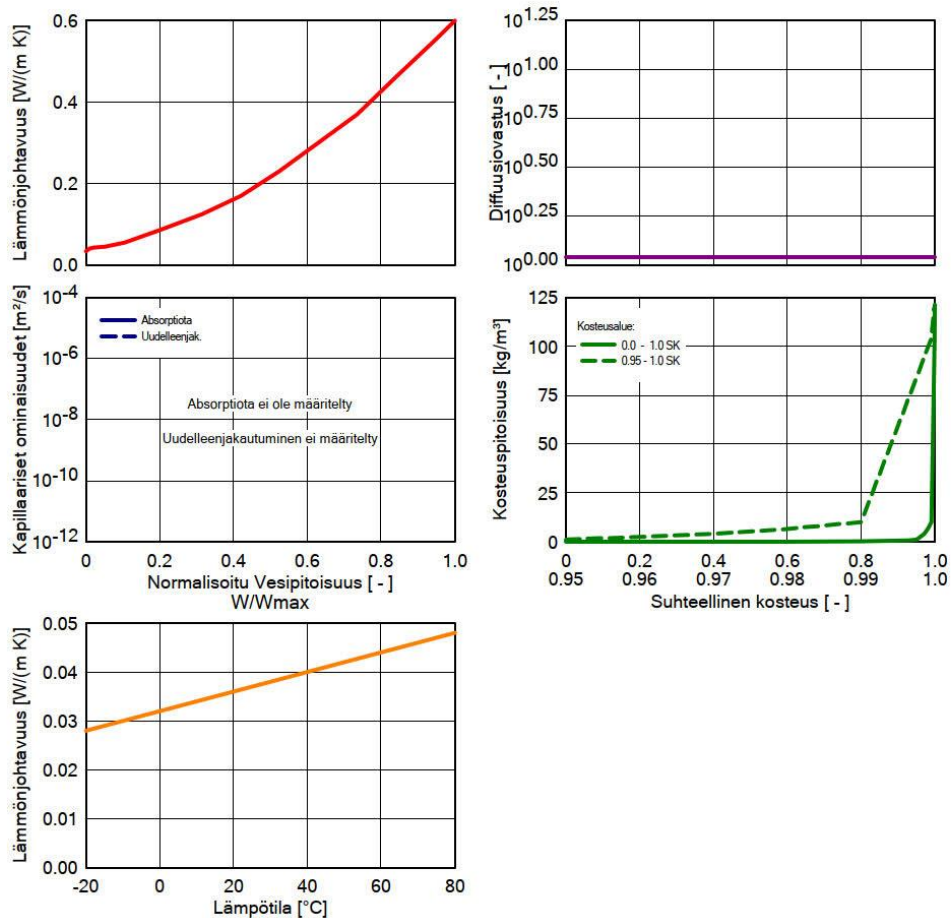 Lämmönjohtavuus [W/(m K)]
0.6
0.4
0.2
0.0
Diffuusiovastus [ - ]
10^1.25
10^1.00
10^0.75
10^0.50
10^0.25
10^0.00
Kapillaariset ominaisuudet [m²/s]
10^-4
10^-6
10^-8
10^-10
10^-12
Absorptiota
Uudelleenjak.
Absorptiota ei ole määritelty
Uudelleenjakautuminen ei määritelty
0 0.2 0.4 0.6 0.8 1.0
Normalisoitu Vesipitoisuus [ - ]
W/Wmax
Kosteuspitoisuus [kg/m³]
125
100
75
50
25
0
Kosteusalue:
0.0 - 1.0 SK
0.95 - 1.0 SK
0 0.2 0.4 0.6 0.8 1.0
0.95 0.96 0.97 0.98 0.99 1.0
Suhteellinen kosteus [ - ]
Lämmönjohtavuus [W/(m K)]
0.05
0.04
0.03
0.02
0.01
0.00
-20 0 20 40 60 80
Lämpötila [°C]